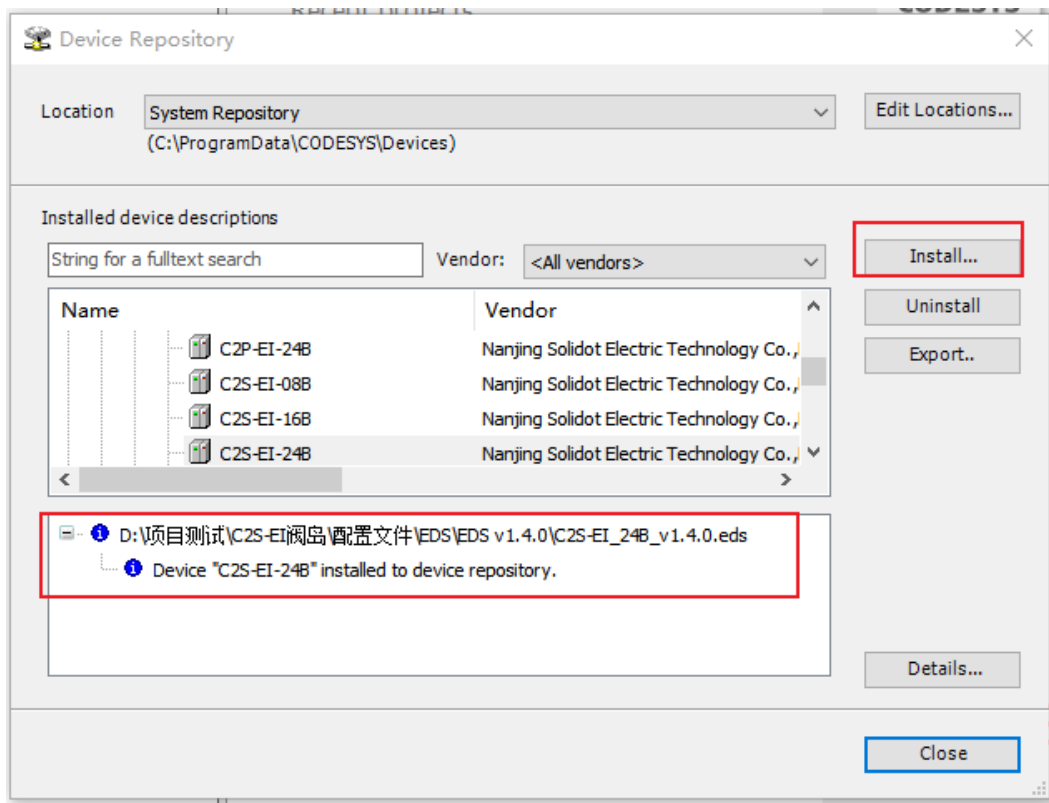 Device Repository
Location
System Repository
Edit Locations...
(C:\ProgramData\CODESYS\Devices)
Installed device descriptions
String for a fulltext search
Vendor:
<All vendors>
Install...
Name
Vendor
Uninstall
C2P-EI-24B
Nanjing Solidot Electric Technology Co.,
Export..
C2S-EI-08B
Nanjing Solidot Electric Technology Co.,
C2S-EI-16B
Nanjing Solidot Electric Technology Co.,
C2S-EI-24B
Nanjing Solidot Electric Technology Co.,
D:\项目测试\C2S-EI阀岛\配置文件\EDS\EDS v1.4.0\C2S-EI_24B_v1.4.0.eds
Device "C2S-EI-24B" installed to device repository.
Details...
Close